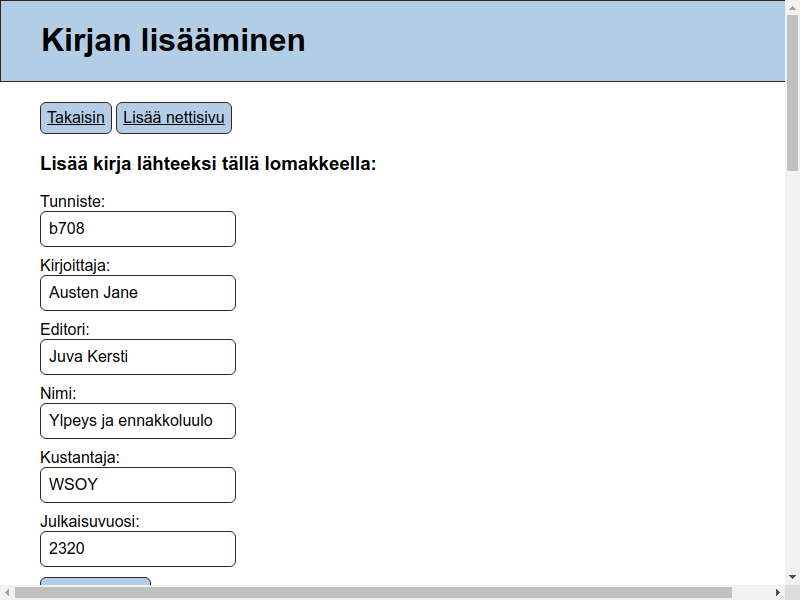 Kirjan lisääminen
Takaisin Lisää nettisivu
Lisää kirja lähteeksi tällä lomakkeella:
Tunniste:
b708
Kirjoittaja:
Austen Jane
Editori:
Juva Kersti
Nimi:
Ylpeys ja ennakkoluulo
Kustantaja:
WSOY
Julkaisuvuosi:
2320